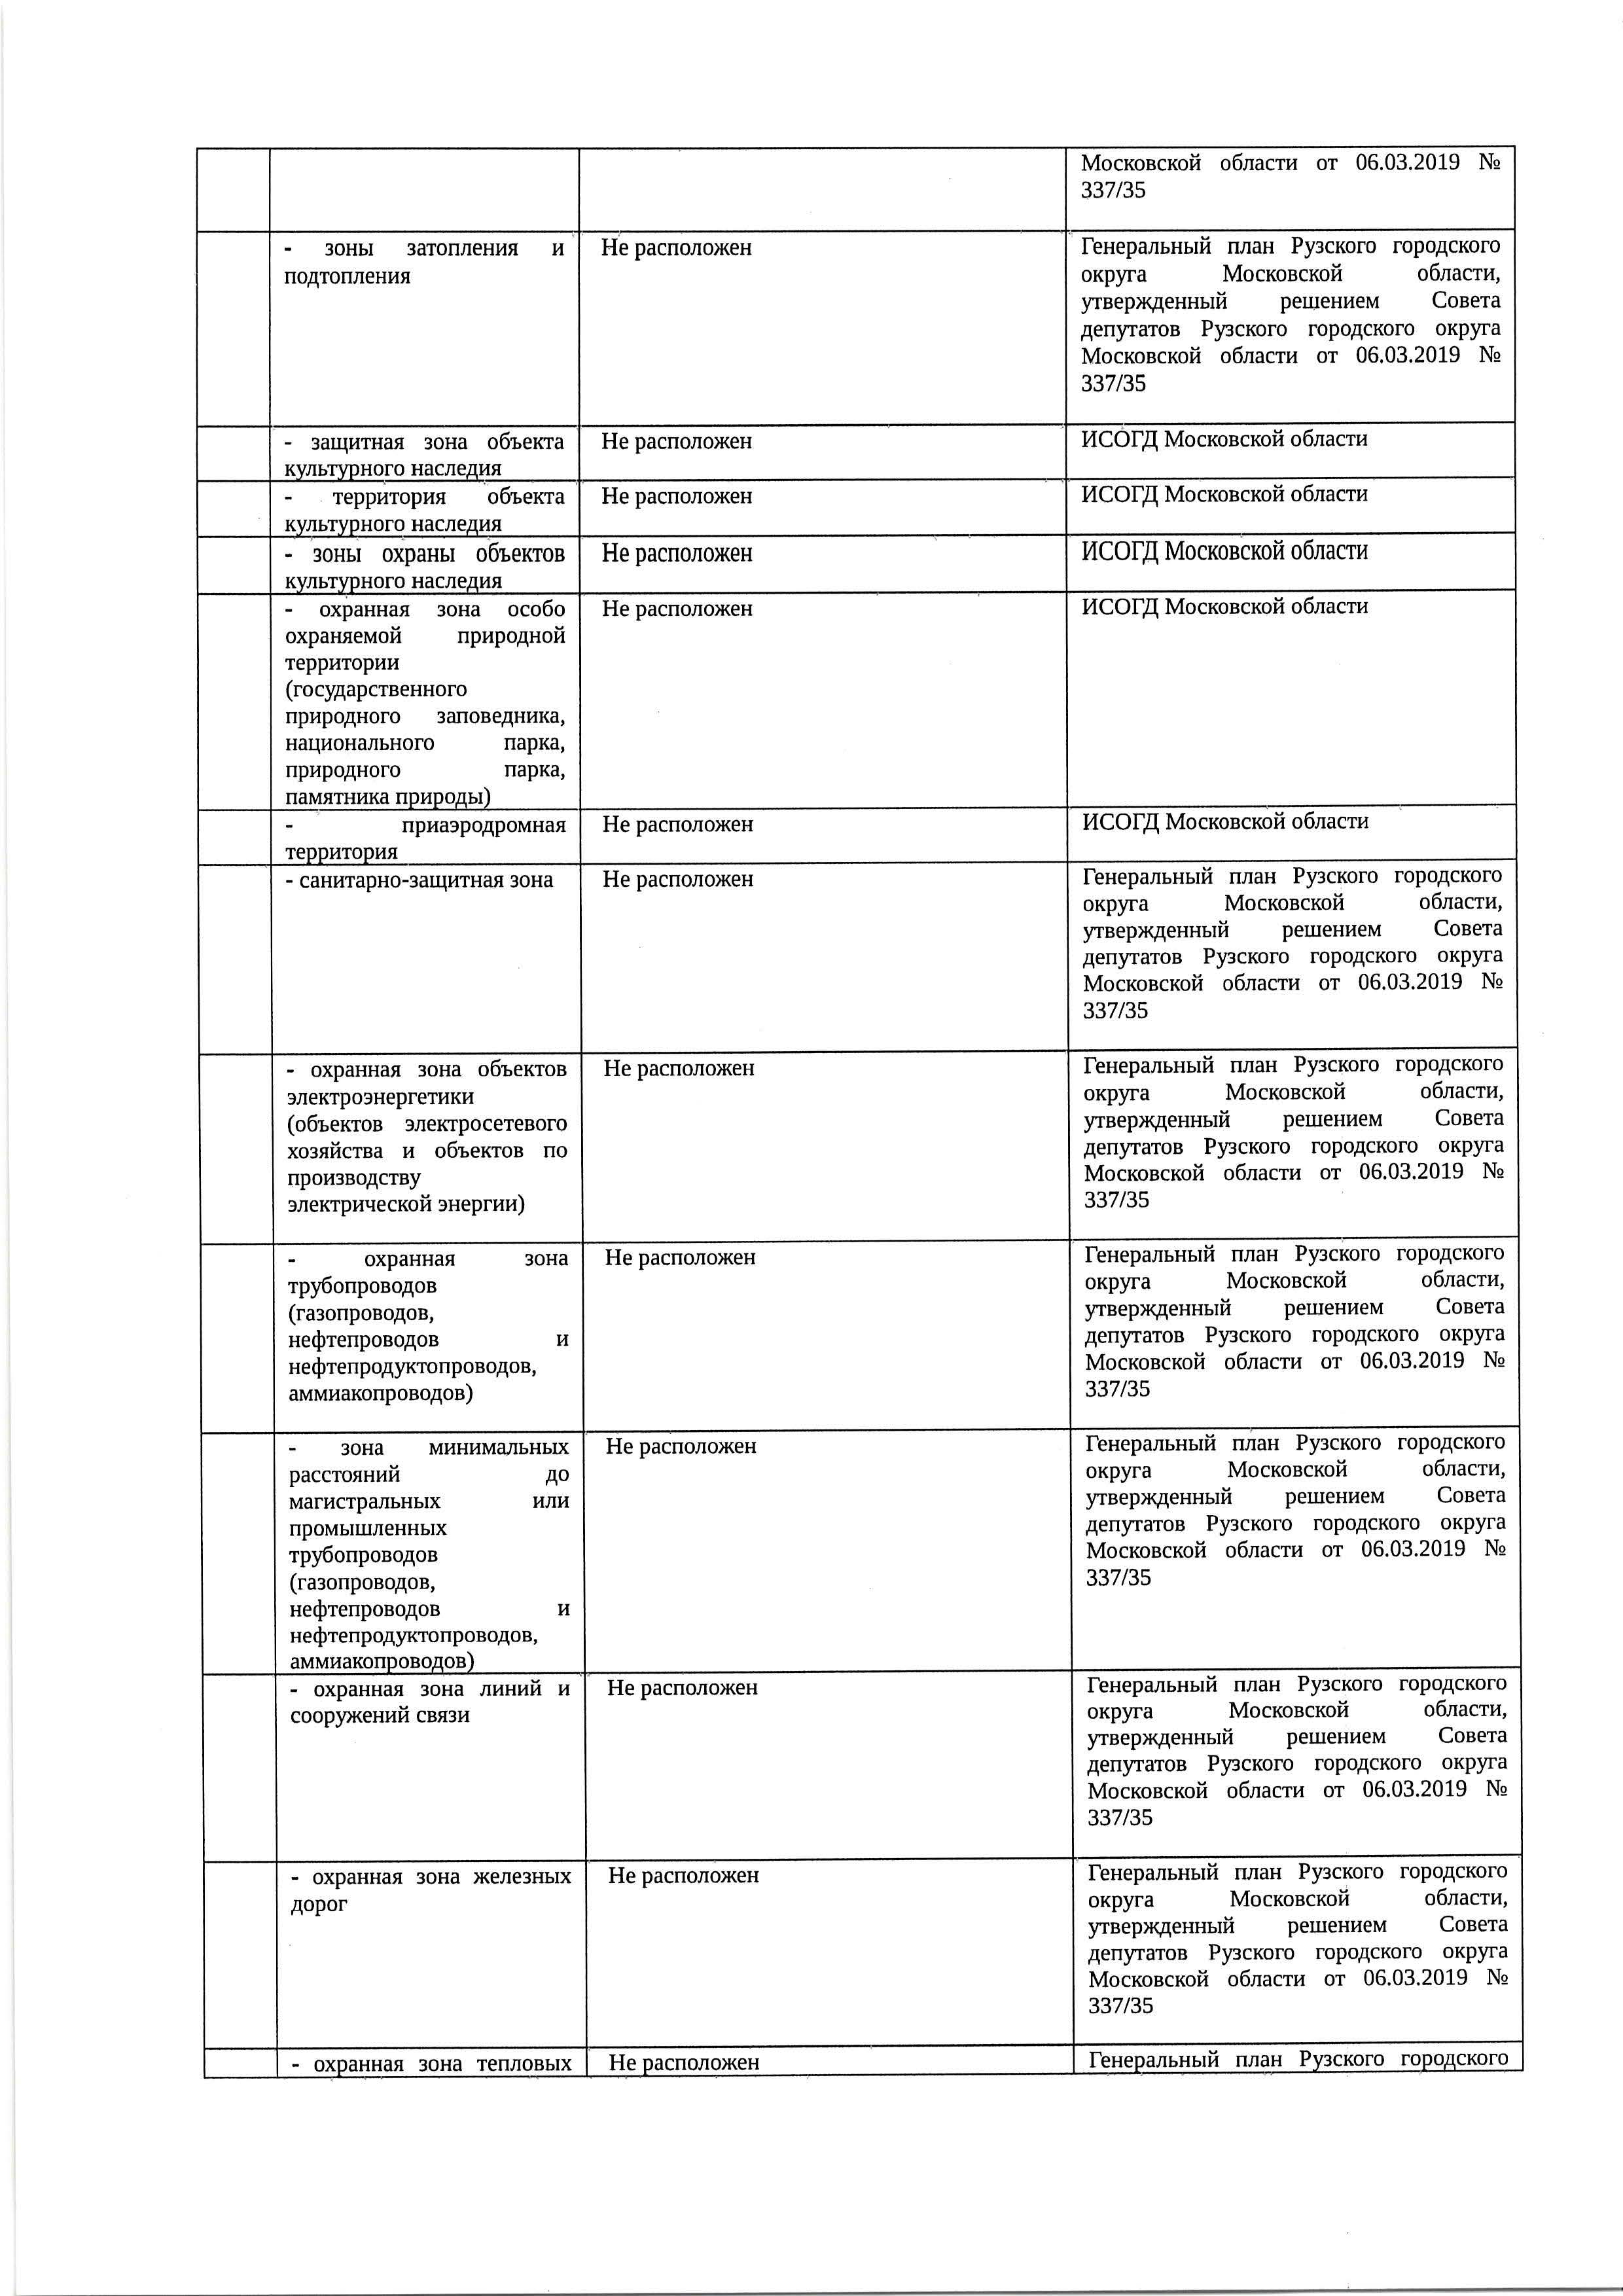 Московской области от 06.03.2019 №
337/35
- зоны затопления и
подтопления
Не расположен
Генеральный план Рузского городского
округа Московской области,
утвержденный решением Совета
депутатов Рузского городского округа
Московской области от 06.03.2019 №
337/35
- защитная зона объекта
культурного наследия
Не расположен
ИСОГД Московской области
- территория объекта
культурного наследия
Не расположен
ИСОГД Московской области
- зоны охраны объектов
культурного наследия
Не расположен
ИСОГД Московской области
- охранная зона особо
охраняемой природной
территории
(государственного
природного заповедника,
национального парка,
природного парка,
памятника природы)
Не расположен
ИСОГД Московской области
- приаэродромная
территория
Не расположен
ИСОГД Московской области
- санитарно-защитная зона
Не расположен
Генеральный план Рузского городского
округа Московской области,
утвержденный решением Совета
депутатов Рузского городского округа
Московской области от 06.03.2019 №
337/35
- охранная зона объектов
электроэнергетики
(объектов электросетевого
хозяйства и объектов по
производству
электрической энергии)
Не расположен
Генеральный план Рузского городского
округа Московской области,
утвержденный решением Совета
депутатов Рузского городского округа
Московской области от 06.03.2019 №
337/35
- охранная зона
трубопроводов
(газопроводов,
нефтепроводов и
нефтепродуктопроводов,
аммиакопроводов)
Не расположен
Генеральный план Рузского городского
округа Московской области,
утвержденный решением Совета
депутатов Рузского городского округа
Московской области от 06.03.2019 №
337/35
- зона минимальных
расстояний до
магистральных или
промышленных
трубопроводов
(газопроводов,
нефтепроводов и
нефтепродуктопроводов,
аммиакопроводов)
Не расположен
Генеральный план Рузского городского
округа Московской области,
утвержденный решением Совета
депутатов Рузского городского округа
Московской области от 06.03.2019 №
337/35
- охранная зона линий и
сооружений связи
Не расположен
Генеральный план Рузского городского
округа Московской области,
утвержденный решением Совета
депутатов Рузского городского округа
Московской области от 06.03.2019 №
337/35
- охранная зона железных
дорог
Не расположен
Генеральный план Рузского городского
округа Московской области,
утвержденный решением Совета
депутатов Рузского городского округа
Московской области от 06.03.2019 №
337/35
- охранная зона тепловых
Не расположен
Генеральный план Рузского городского